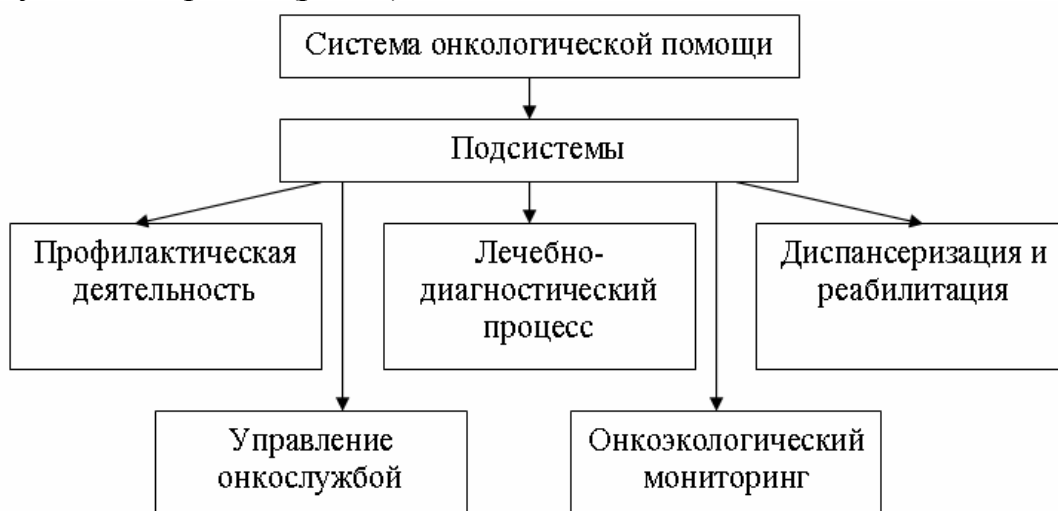 Система онкологической помощи
Подсистемы
Профилактическая
деятельность
Лечебно-
диагностический
процесс
Диспансеризация и
реабилитация
Управление
онкослужбой
Онкоэкологический
мониторинг